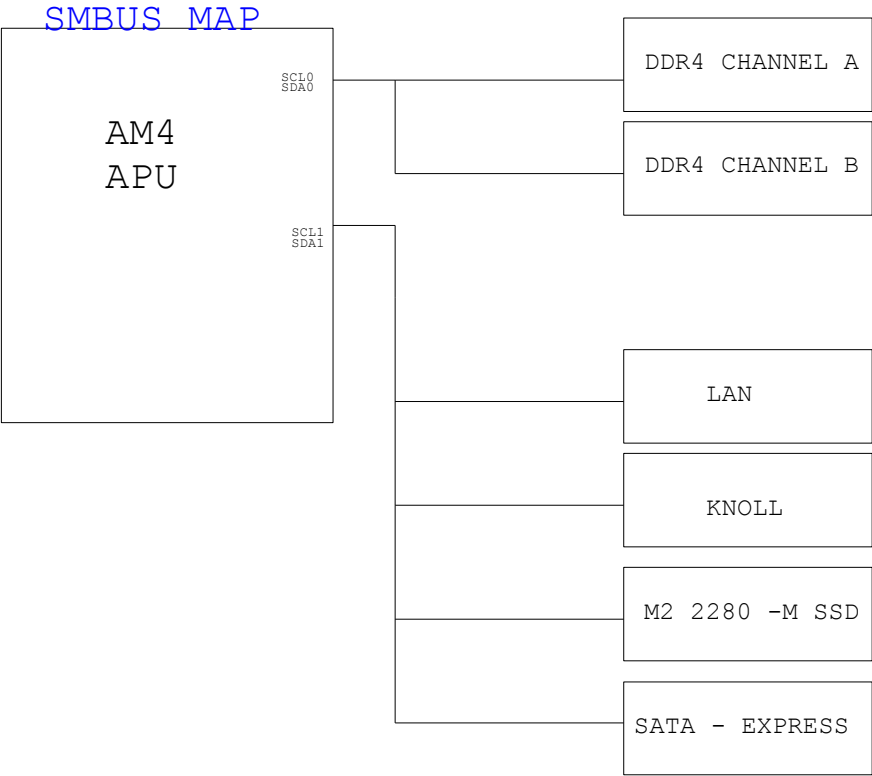 SMBUS MAP
SCL0
SDA0
AM4
APU
SCL1
SDA1
DDR4 CHANNEL A
DDR4 CHANNEL B
LAN
KNOLL
M2 2280 -M SSD
SATA - EXPRESS